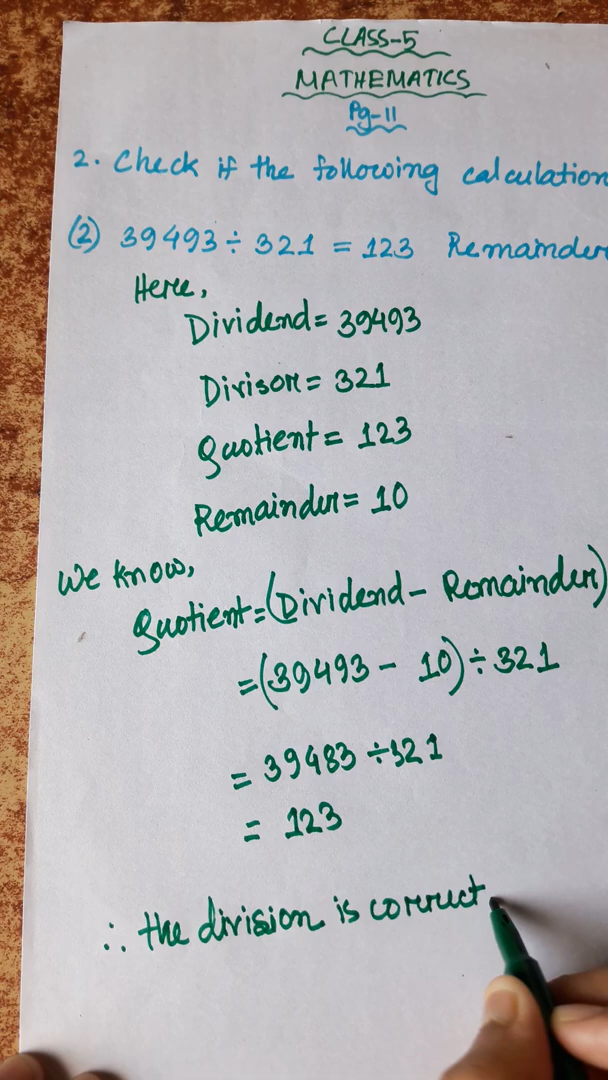 CLASS-5
MATHEMATICS
Pg-11
2. Check if the following calculation
(2) 39493 ÷ 321 = 123 Remainder
Here,
Dividend = 39493
Divisor = 321
Quotient = 123
Remainder = 10
We know,
Quotient = (Dividend - Remainder)
= (39493 - 10) ÷ 321
= 39483 ÷ 321
= 123
∴ the division is correct